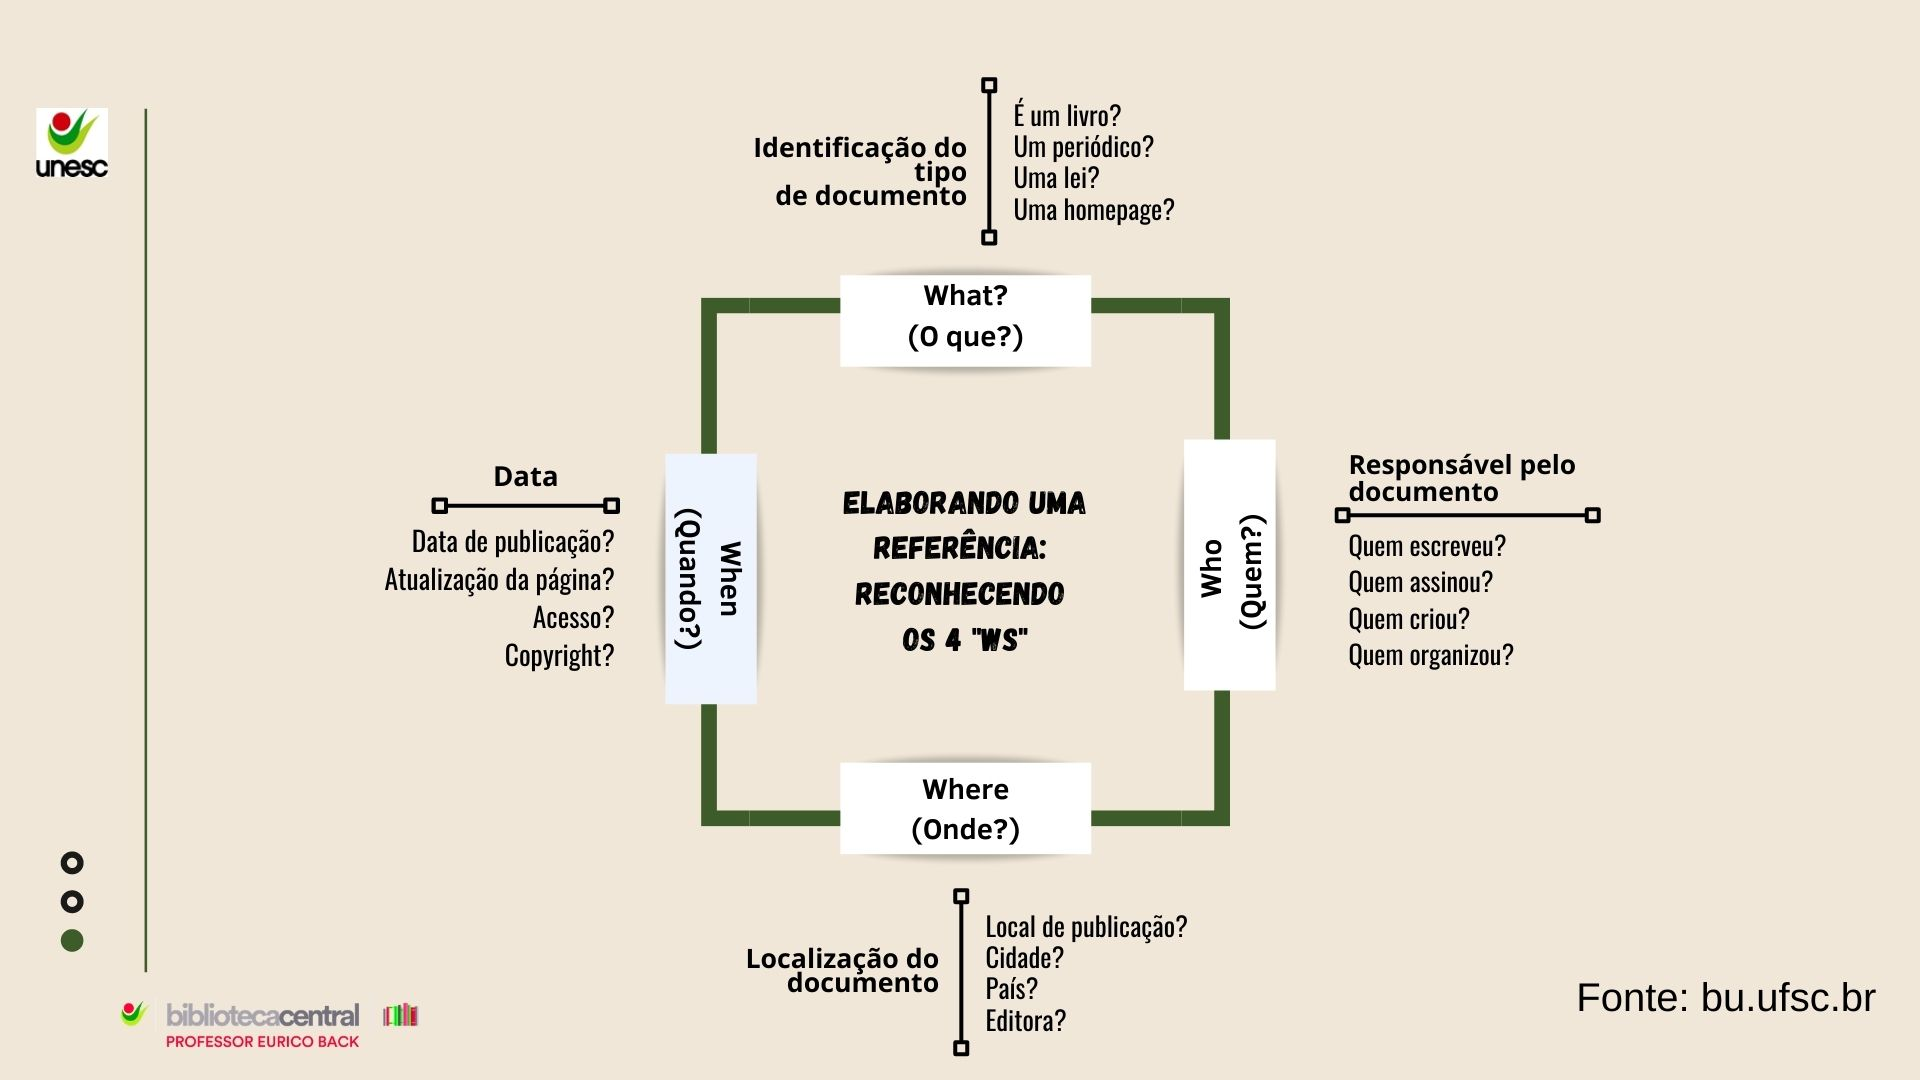 unesc
Identificação do
tipo
de documento
É um livro?
Um periódico?
Uma lei?
Uma homepage?
What?
(O que?)
Data
Data de publicação?
Atualização da página?
Acesso?
Copyright?
When
(Quando?)
ELABORANDO UMA
REFERÊNCIA:
RECONHECENDO
OS 4 "WS"
Who
(Quem?)
Responsável pelo
documento
Quem escreveu?
Quem assinou?
Quem criou?
Quem organizou?
Where
(Onde?)
Localização do
documento
Local de publicação?
Cidade?
País?
Editora?
bibliotecacentral
PROFESSOR EURICO BACK
Fonte: bu.ufsc.br